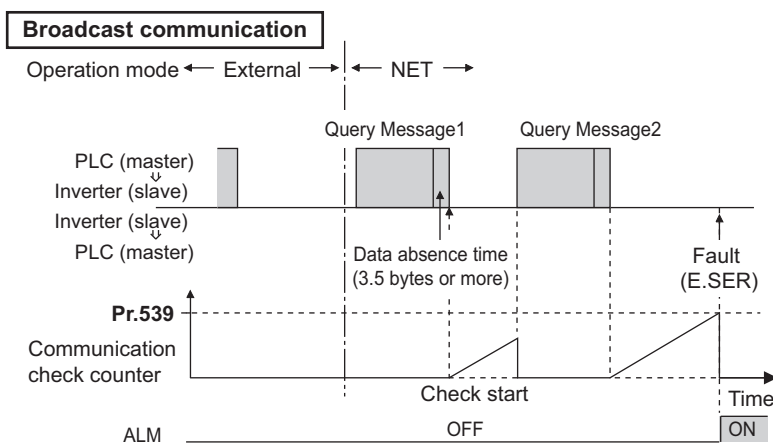 Broadcast communication
Operation mode External NET
Query Message1 Query Message2
PLC (master)
Inverter (slave)
Inverter (slave)
PLC (master)
Data absence time
(3.5 bytes or more)
Fault
(E.SER)
Pr.539
Communication
check counter
Check start
Time
ALM OFF ON